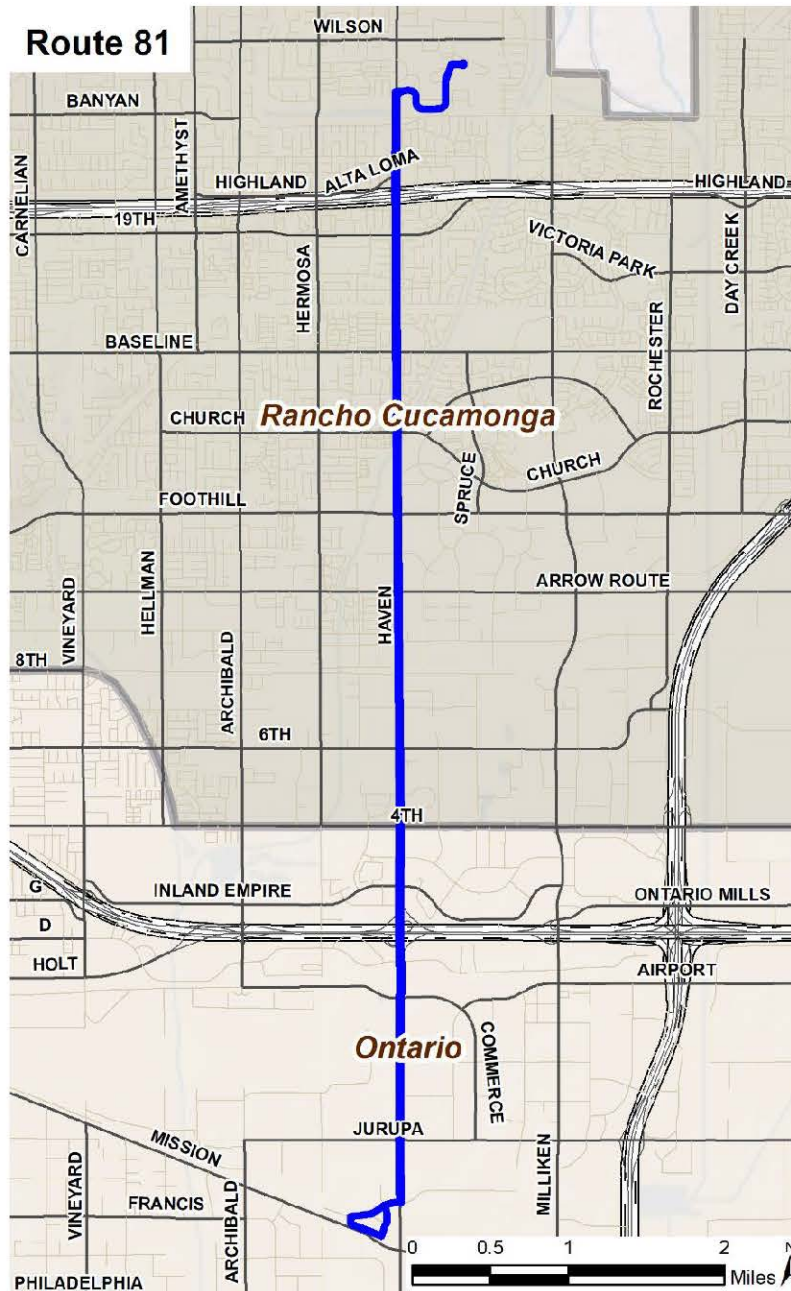 Route 81
WILSON
BANYAN
CARNELIAN
AMETHYST
HIGHLAND
ALTA LOMA
HIGHLAND
19TH
HERMOSA
VICTORIA PARK
ROCHESTER
DAY CREEK
BASELINE
CHURCH
Rancho Cucamonga
SPRUCE
CHURCH
FOOTHILL
VINEYARD
HELLMAN
ARCHIBALD
HAVEN
ARROW ROUTE
8TH
6TH
4TH
G
INLAND EMPIRE
ONTARIO MILLS
D
HOLT
AIRPORT
Ontario
COMMERCE
JURUPA
MISSION
VINEYARD
FRANCIS
ARCHIBALD
MILLIKEN
PHILADELPHIA
0 0.5 1 2
Miles
N